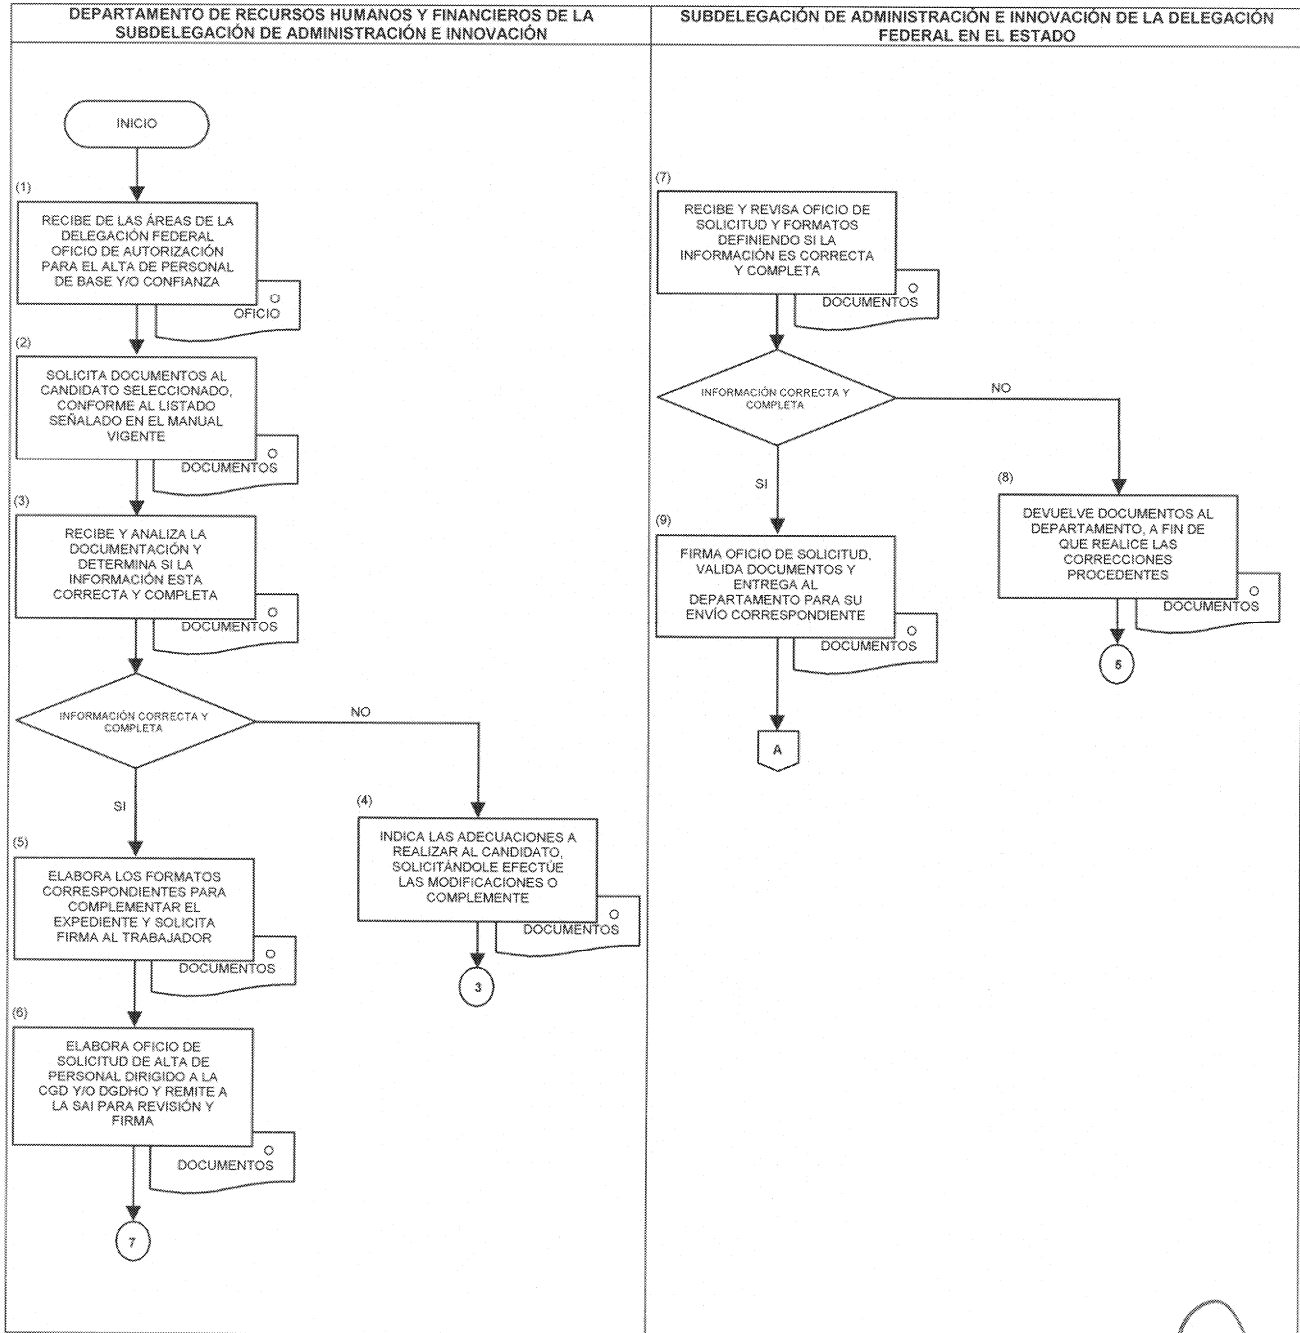 DEPARTAMENTO DE RECURSOS HUMANOS Y FINANCIEROS DE LA
SUBDELEGACIÓN DE ADMINISTRACIÓN E INNOVACIÓN
INICIO
(1)
RECIBE DE LAS ÁREAS DE LA
DELEGACIÓN FEDERAL
OFICIO DE AUTORIZACIÓN
PARA EL ALTA DE PERSONAL
DE BASE Y/O CONFIANZA
O
OFICIO
(2)
SOLICITA DOCUMENTOS AL
CANDIDATO SELECCIONADO,
CONFORME AL LISTADO
SEÑALADO EN EL MANUAL
VIGENTE
O
DOCUMENTOS
(3)
RECIBE Y ANALIZA LA
DOCUMENTACIÓN Y
DETERMINA SI LA
INFORMACIÓN ESTA
CORRECTA Y COMPLETA
O
DOCUMENTOS
INFORMACIÓN CORRECTA Y
COMPLETA
NO
SI
(4)
INDICA LAS ADECUACIONES A
REALIZAR AL CANDIDATO,
SOLICITÁNDOLE EFECTÚE
LAS MODIFICACIONES O
COMPLEMENTE
O
DOCUMENTOS
3
(5)
ELABORA LOS FORMATOS
CORRESPONDIENTES PARA
COMPLEMENTAR EL
EXPEDIENTE Y SOLICITA
FIRMA AL TRABAJADOR
O
DOCUMENTOS
(6)
ELABORA OFICIO DE
SOLICITUD DE ALTA DE
PERSONAL DIRIGIDO A LA
CGD Y/O DGDHO Y REMITE A
LA SAI PARA REVISIÓN Y
FIRMA
O
DOCUMENTOS
7
SUBDELEGACIÓN DE ADMINISTRACIÓN E INNOVACIÓN DE LA DELEGACIÓN
FEDERAL EN EL ESTADO
(7)
RECIBE Y REVISA OFICIO DE
SOLICITUD Y FORMATOS
DEFINIENDO SI LA
INFORMACIÓN ES CORRECTA
Y COMPLETA
O
DOCUMENTOS
INFORMACIÓN CORRECTA Y
COMPLETA
NO
SI
(8)
DEVUELVE DOCUMENTOS AL
DEPARTAMENTO, A FIN DE
QUE REALICE LAS
CORRECCIONES
PROCEDENTES
O
DOCUMENTOS
(9)
FIRMA OFICIO DE SOLICITUD,
VALIDA DOCUMENTOS Y
ENTREGA AL
DEPARTAMENTO PARA SU
ENVÍO CORRESPONDIENTE
O
DOCUMENTOS
A